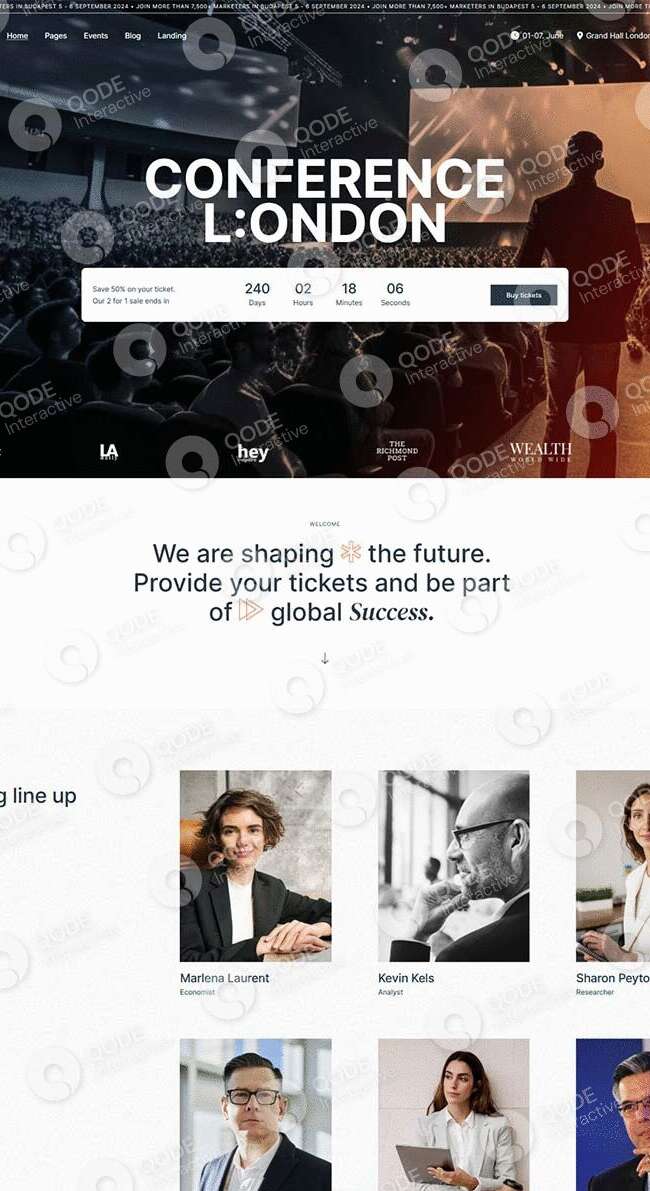 TERS IN BUDAPEST 5 - 6 SEPTEMBER 2024 • JOIN MORE THAN 7,500+ MARKETERS IN BUDAPEST 5 - 6 SEPTEMBER 2024 • JOIN MORE THAN 7,500+ MARKETERS IN BUDAPEST 5 - 6 SEPTEMBER 2024 • JOIN MORE T
Home Pages Events Blog Landing 01-07. June Grand Hall London
CONFERENCE
L:ONDON
Save 50% on your ticket.
Our 2 for 1 sale ends in
240 02 18 06
Days Hours Minutes Seconds
Buy tickets
LA
hey
THE
RICHMOND
POST
WEALTH
WORLD WIDE
WELCOME
We are shaping the future.
Provide your tickets and be part
of global Success.
↓
g line up
Marlena Laurent
Economist
Kevin Kels
Analyst
Sharon Peyto
Researcher
QODE
Interactive